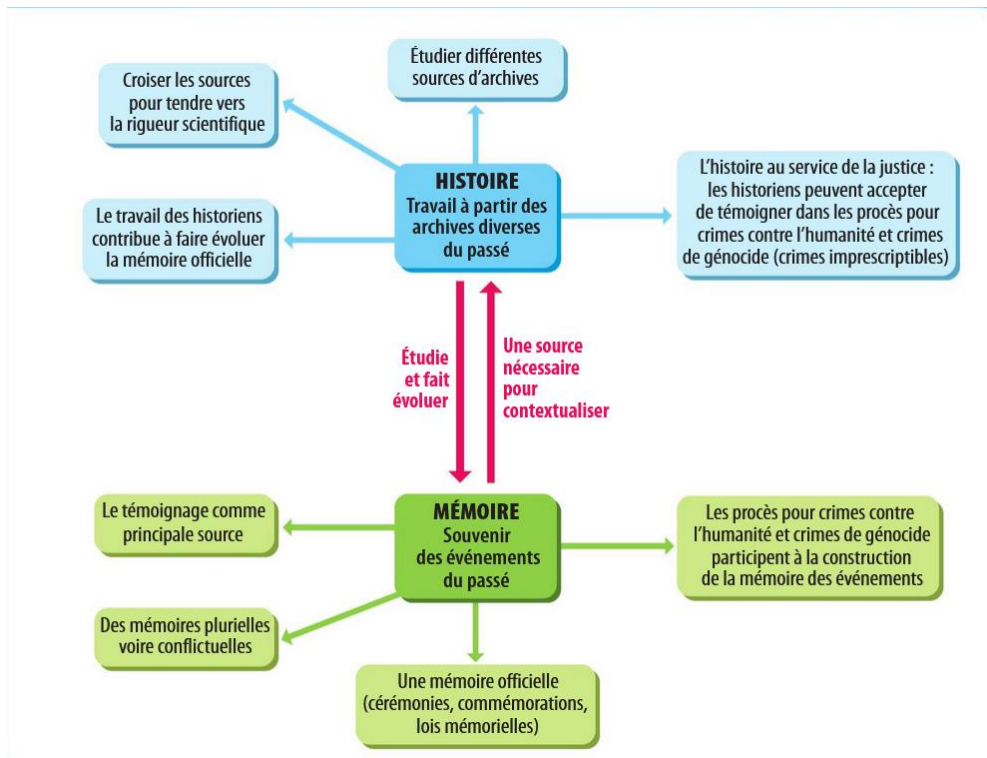 Étudier différentes
sources d'archives
Croiser les sources
pour tendre vers
la rigueur scientifique
HISTOIRE
Travail à partir des
archives diverses
du passé
L'histoire au service de la justice :
les historiens peuvent accepter
de témoigner dans les procès pour
crimes contre l'humanité et crimes
de génocide (crimes imprescriptibles)
Le travail des historiens
contribue à faire évoluer
la mémoire officielle
Étudie
et fait
évoluer
Une source
nécessaire
pour
contextualiser
Le témoignage comme
principale source
MÉMOIRE
Souvenir
des événements
du passé
Les procès pour crimes contre
l'humanité et crimes de génocide
participent à la construction
de la mémoire des événements
Des mémoires plurielles
voire conflictuelles
Une mémoire officielle
(cérémonies, commémorations,
lois mémorielles)